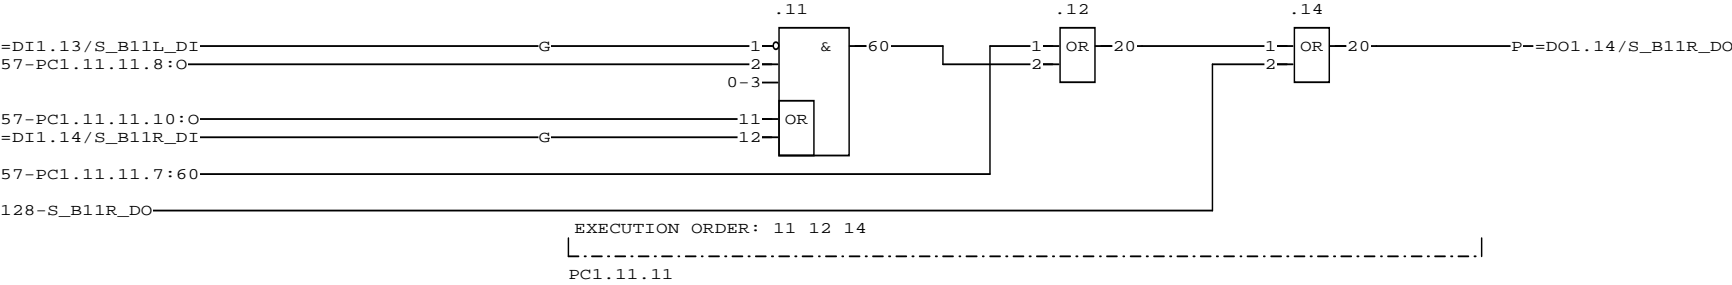 .11 .12 .14
=DI1.13/S_B11L_DI G 1 & 60 1 OR 20 1 OR 20 P =DO1.14/S_B11R_DO
57-PC1.11.11.8:O 2 2 2
0-3
57-PC1.11.11.10:O 11 OR
=DI1.14/S_B11R_DI G 12
57-PC1.11.11.7:60
128-S_B11R_DO
EXECUTION ORDER: 11 12 14
PC1.11.11